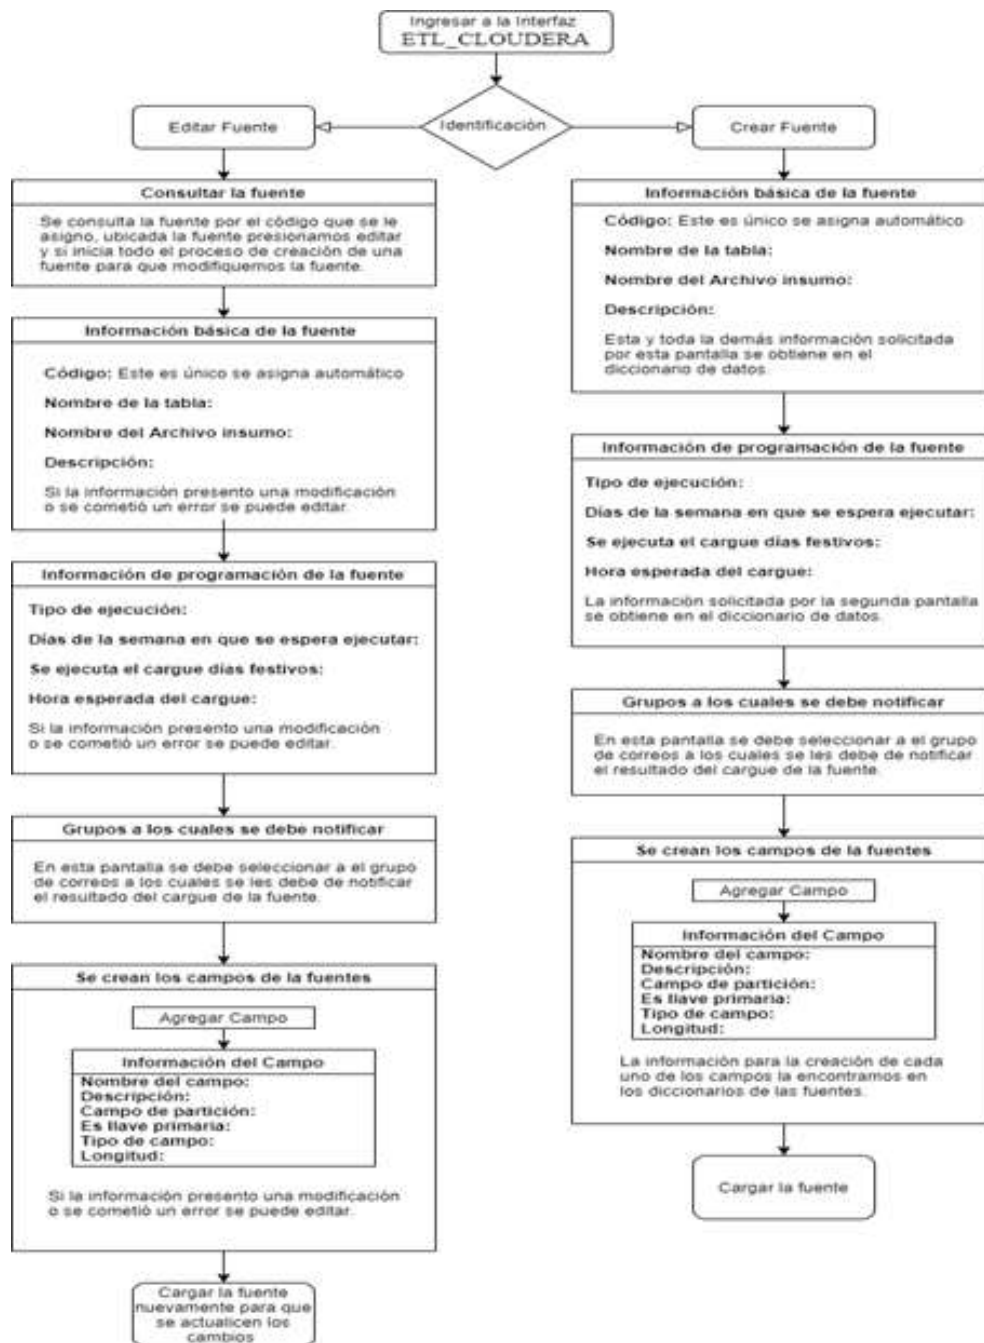 Ingresar a la Interfaz
ETL_CLOUDERA
Identificación
Editar Fuente
Consultar la fuente
Se consulta la fuente por el código que se le
asigno, ubicada la fuente presionamos editar
y si inicia todo el proceso de creación de una
fuente para que modifiquemos la fuente.
Información básica de la fuente
Código: Este es único se asigna automático
Nombre de la tabla:
Nombre del Archivo insumo:
Descripción:
Si la información presento una modificación
o se cometió un error se puede editar.
Información de programación de la fuente
Tipo de ejecución:
Días de la semana en que se espera ejecutar:
Se ejecuta el cargue días festivos:
Hora esperada del cargue:
Si la información presento una modificación
o se cometió un error se puede editar.
Grupos a los cuales se debe notificar
En esta pantalla se debe seleccionar a el grupo
de correos a los cuales se les debe de notificar
el resultado del cargue de la fuente.
Se crean los campos de la fuentes
Agregar Campo
Información del Campo
Nombre del campo:
Descripción:
Campo de partición:
Es llave primaria:
Tipo de campo:
Longitud:
Si la información presento una modificación
o se cometió un error se puede editar.
Cargar la fuente
nuevamente para que
se actualicen los
cambios
Crear Fuente
Información básica de la fuente
Código: Este es único se asigna automático
Nombre de la tabla:
Nombre del Archivo insumo:
Descripción:
Esta y toda la demás información solicitada
por esta pantalla se obtiene en el
diccionario de datos
Información de programación de la fuente
Tipo de ejecución:
Días de la semana en que se espera ejecutar:
Se ejecuta el cargue días festivos:
Hora esperada del cargue:
La información solicitada por la segunda pantalla
se obtiene en el diccionario de datos.
Grupos a los cuales se debe notificar
En esta pantalla se debe seleccionar a el grupo
de correos a los cuales se les debe de notificar
el resultado del cargue de la fuente.
Se crean los campos de la fuentes
Agregar Campo
Información del Campo
Nombre del campo:
Descripción:
Campo de partición:
Es llave primaria:
Tipo de campo:
Longitud:
La información para la creación de cada
uno de los campos la encontramos en
los diccionarios de las fuentes.
Cargar la fuente